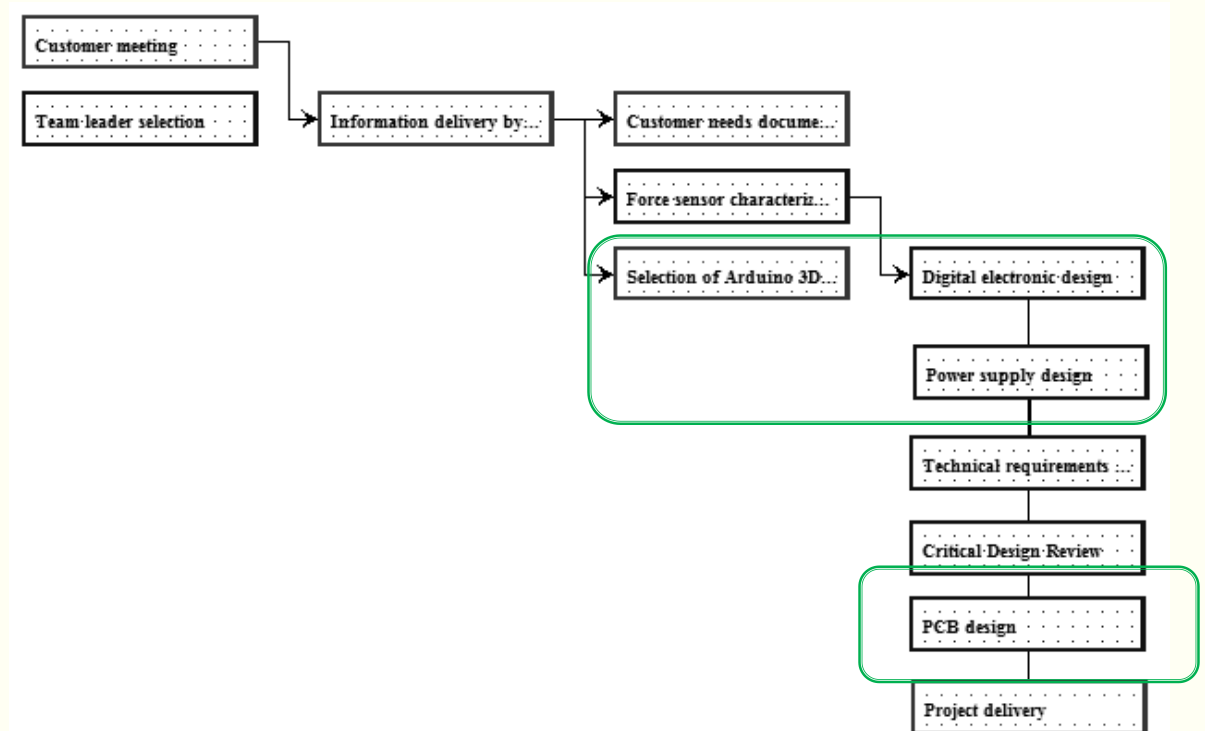 Customer meeting
Team leader selection
Information delivery by:...
Customer needs docume...
Force sensor characteriz...
Selection of Arduino 3D...
Digital electronic design
Power supply design
Technical requirements :...
Critical Design Review
PCB design
Project delivery